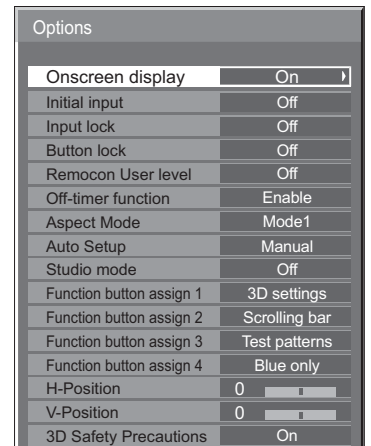 Options
Onscreen display On
Initial input Off
Input lock Off
Button lock Off
Remocon User level Off
Off-timer function Enable
Aspect Mode Mode1
Auto Setup Manual
Studio mode Off
Function button assign 1 3D settings
Function button assign 2 Scrolling bar
Function button assign 3 Test patterns
Function button assign 4 Blue only
H-Position 0
V-Position 0
3D Safety Precautions On